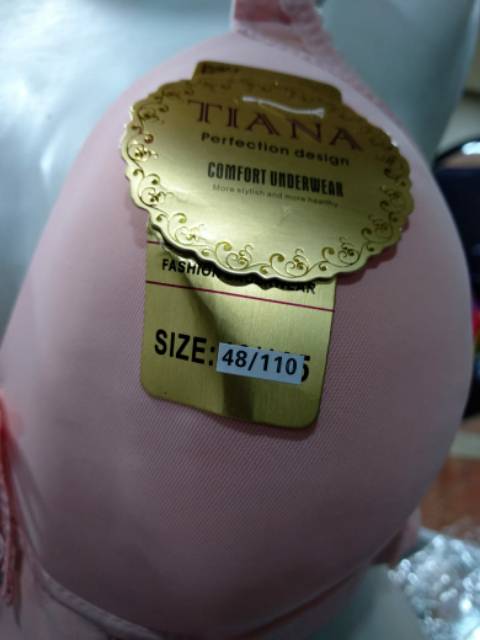 TIANA
Perfection design
COMFORT UNDERWEAR
More stylish and more healthy
SIZE: 48/110